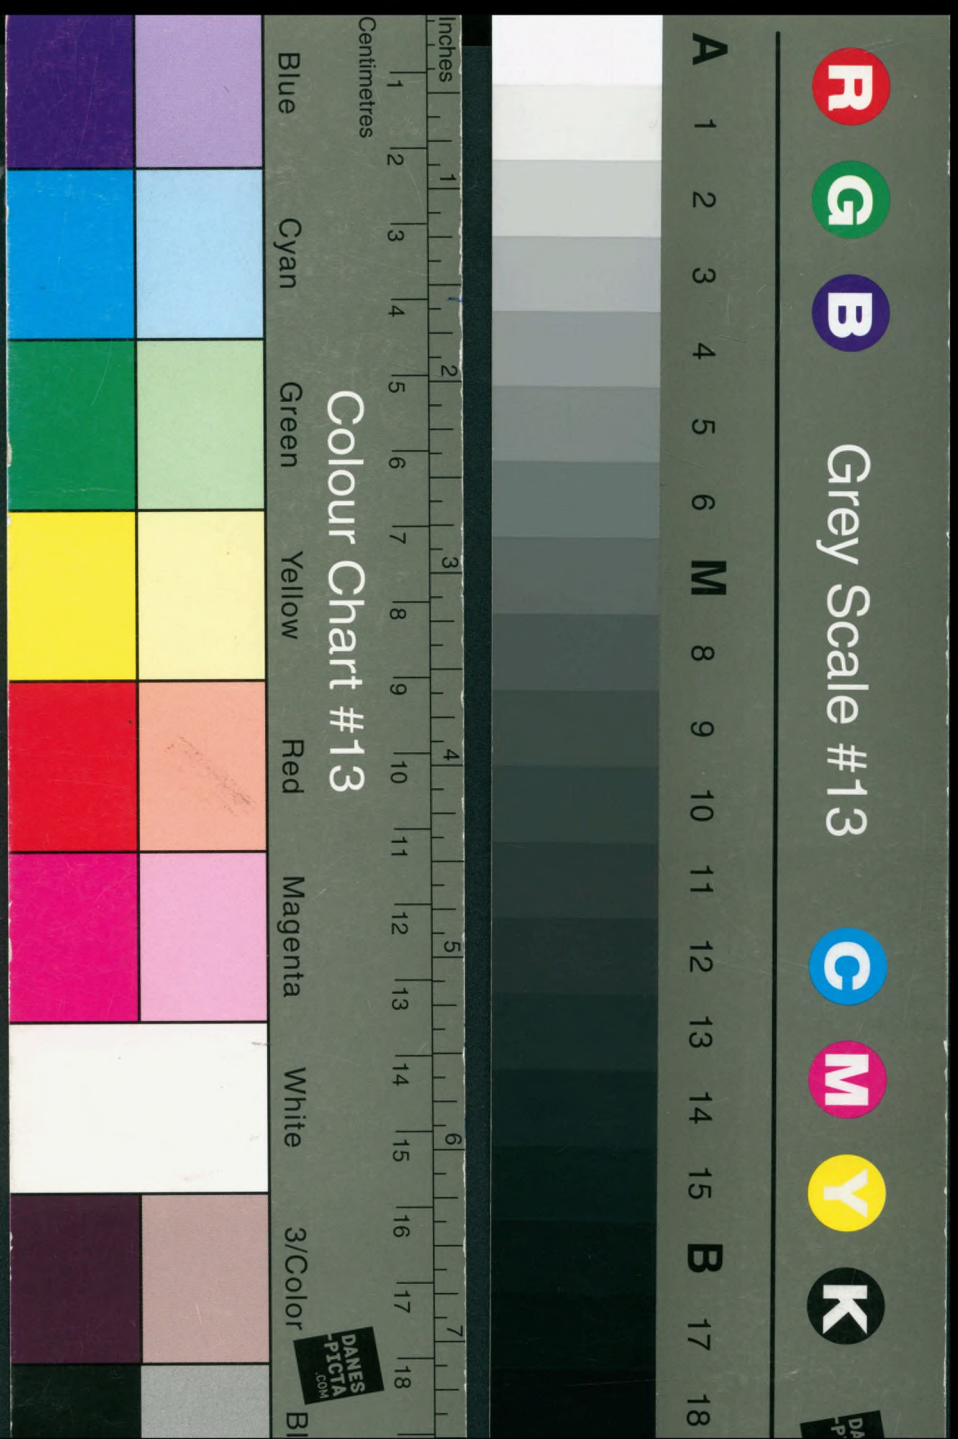 Inches
1
2
3
4
5
6
7
Centimetres
1
2
3
4
5
6
7
8
9
10
11
12
13
14
15
16
17
18
Colour Chart #13
Blue
Cyan
Green
Yellow
Red
Magenta
White
3/Color
Bl
DANES
-PICTA
.COM
R G B
Grey Scale #13
C M Y K
A
1
2
3
4
5
6
M
8
9
10
11
12
13
14
15
B
17
18
DA
-P